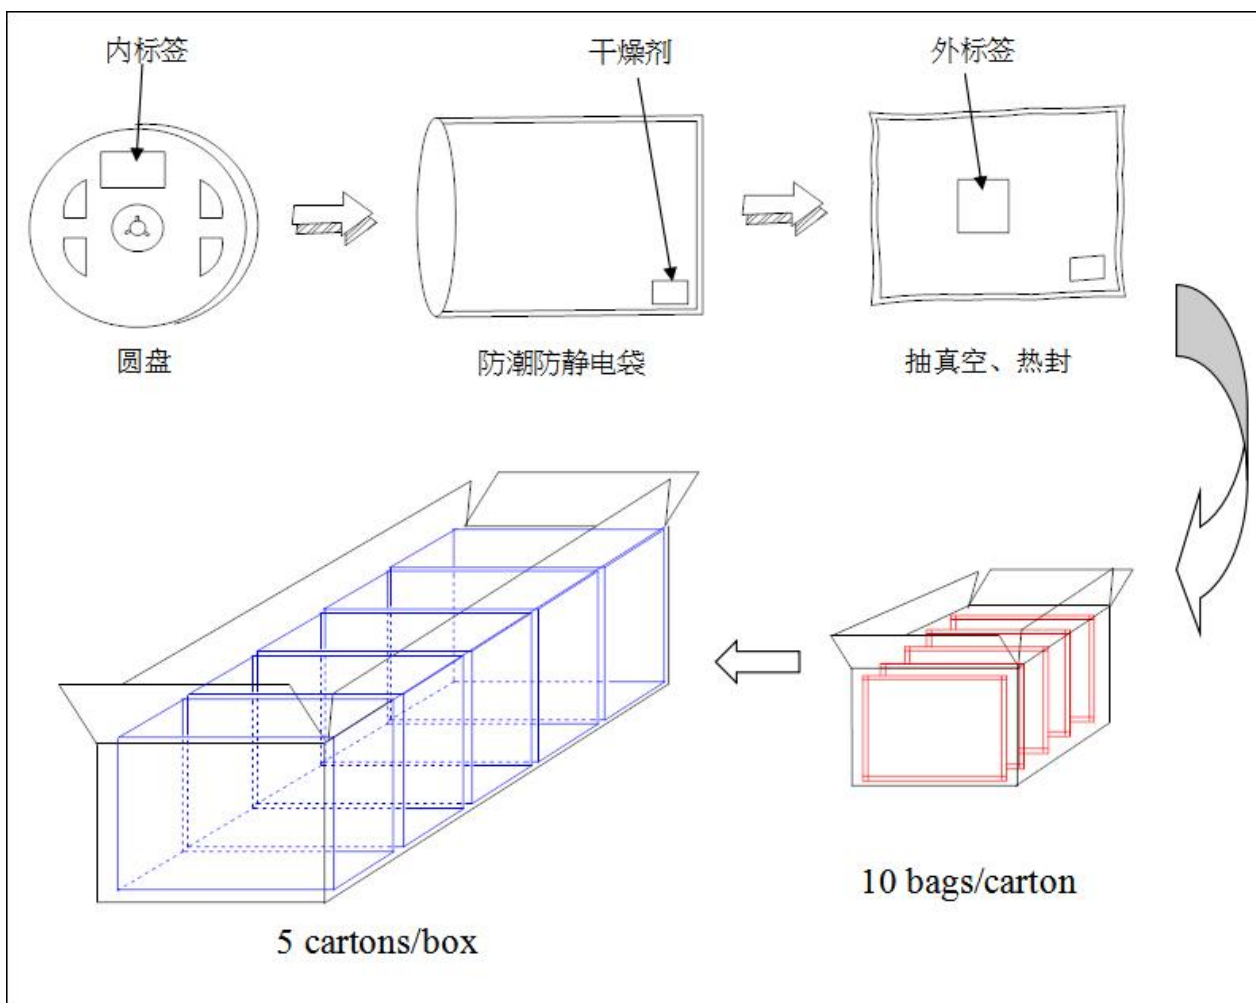 内标签
干燥剂
外标签
圆盘
防潮防静电袋
抽真空、热封
10 bags/carton
5 cartons/box